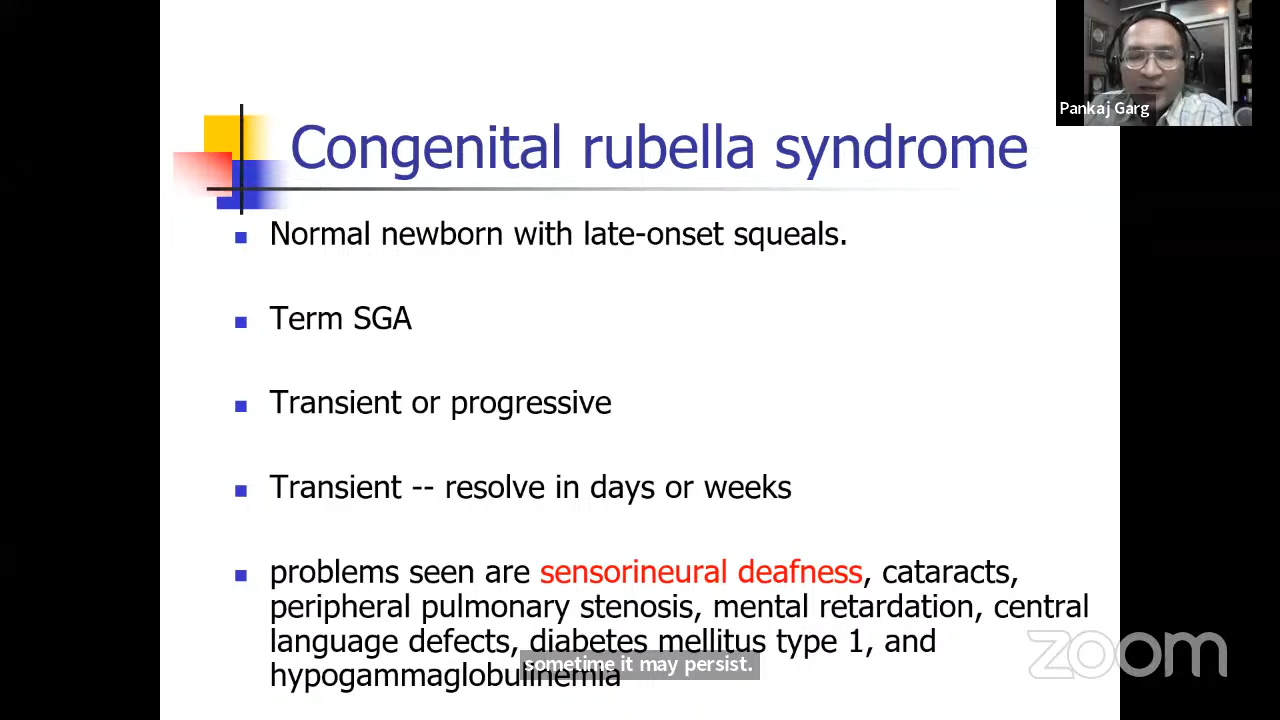 Pankaj Garg
Congenital rubella syndrome
Normal newborn with late-onset squeals.
Term SGA
Transient or progressive
Transient -- resolve in days or weeks
problems seen are sensorineural deafness, cataracts,
peripheral pulmonary stenosis, mental retardation, central
language defects, diabetes mellitus type 1, and
hypogammaglobulinemia
sometime it may persist.
zoom